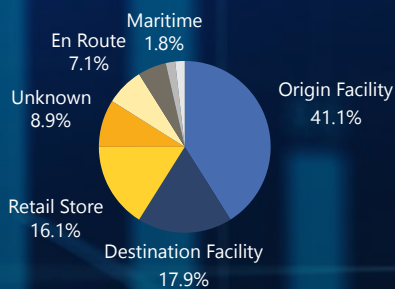 Maritime
1.8%
En Route
7.1%
Unknown
8.9%
Origin Facility
41.1%
Retail Store
16.1%
Destination Facility
17.9%